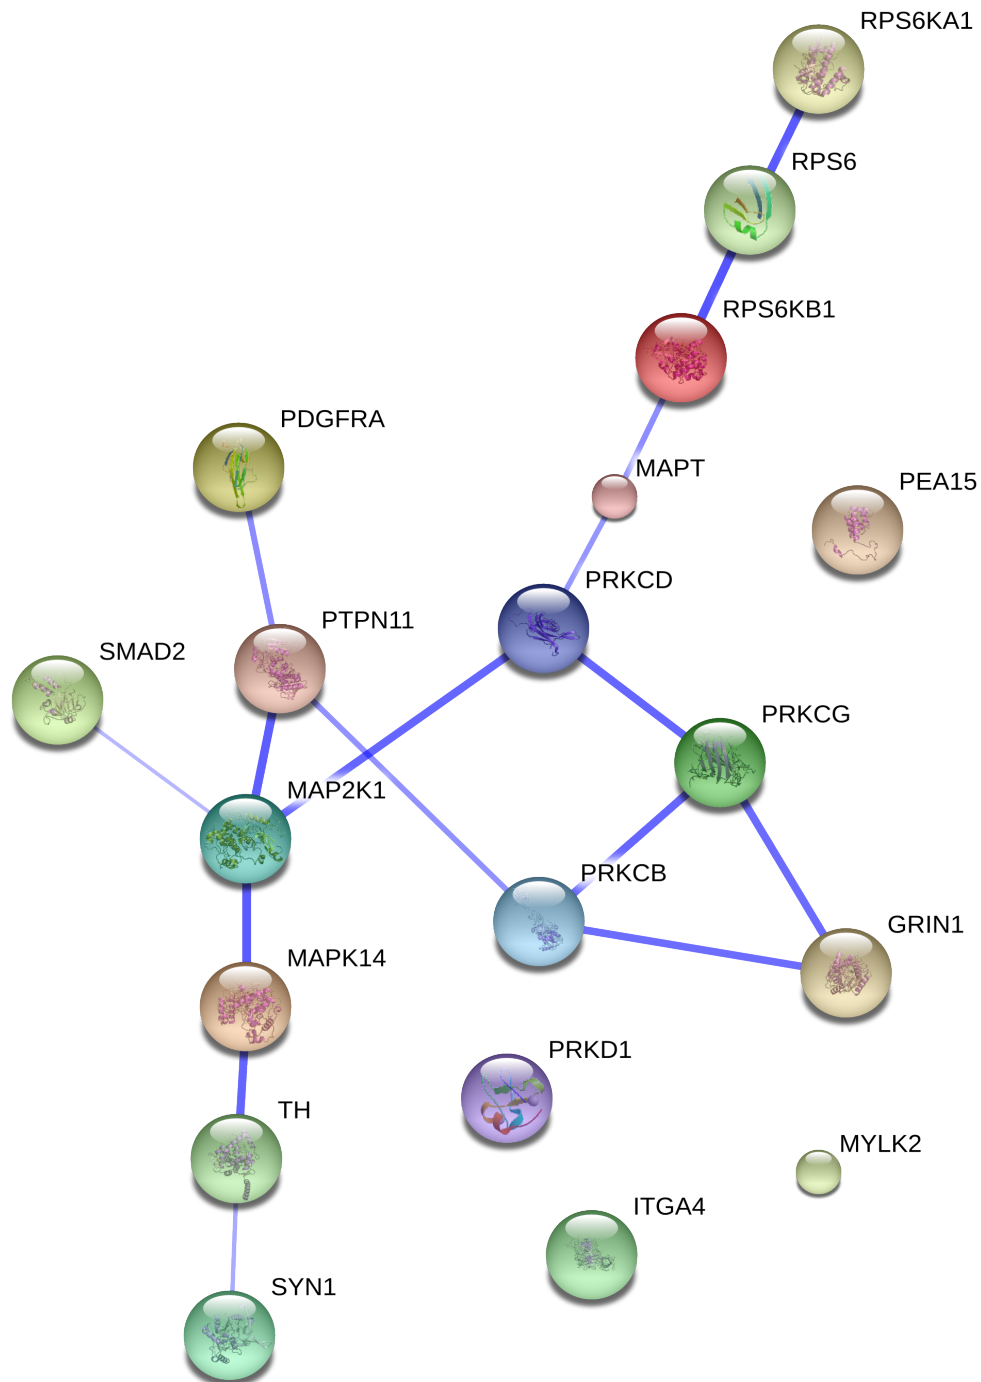 RPS6KA1
RPS6
RPS6KB1
PDGFRA
MAPT
PEA15
PRKCD
PTPN11
SMAD2
PRKCG
MAP2K1
PRKCB
GRIN1
MAPK14
PRKD1
TH
MYLK2
ITGA4
SYN1